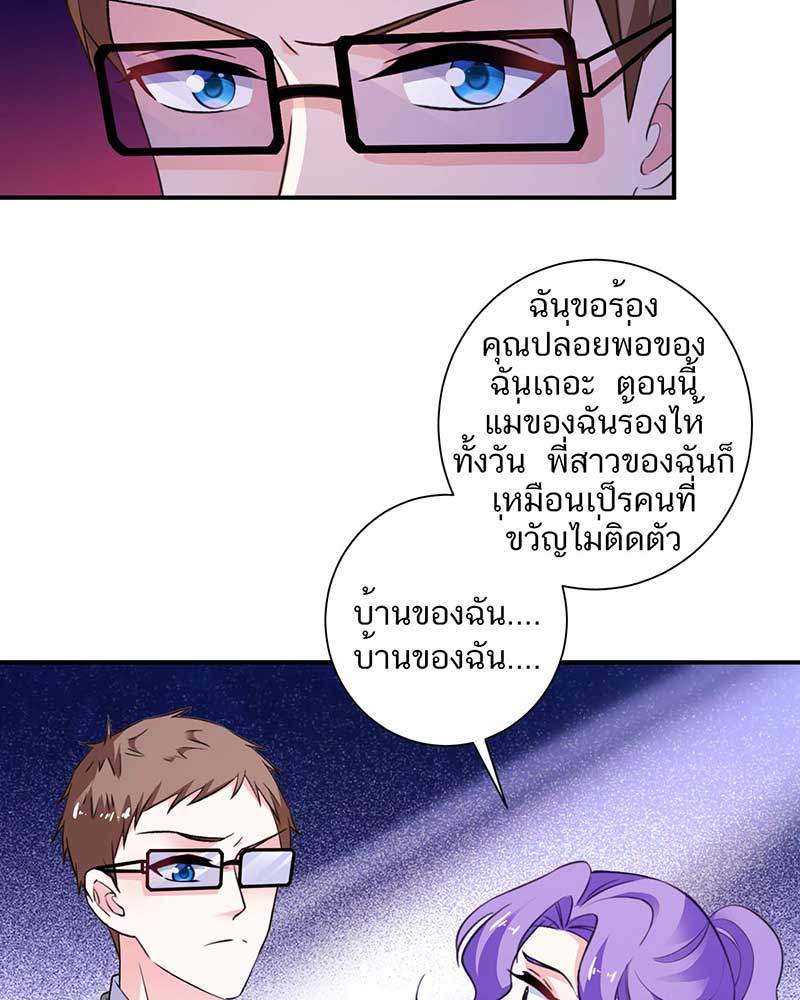 ฉันขอร้อง
คุณปล่อยพ่อของ
ฉันเถอะ ตอนนี้
แม่ของฉันร้องไห้
ทั้งวัน พี่สาวของฉันก็
เหมือนเป็รคนที่
ขวัญไม่ติดตัว
บ้านของฉัน....
บ้านของฉัน....